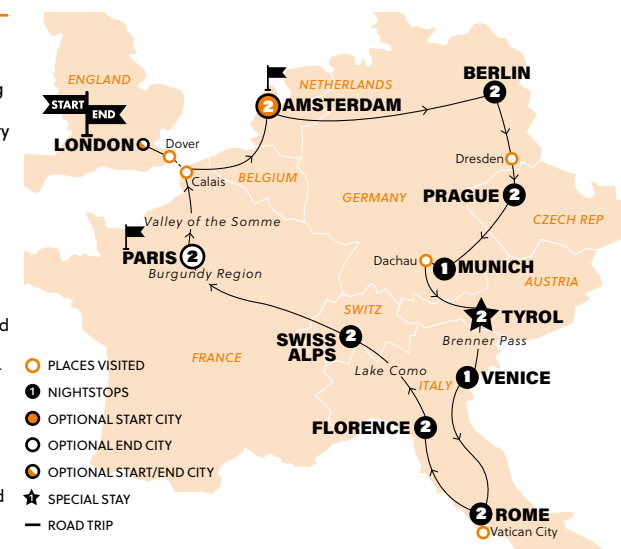 ENGLAND
START
END
LONDON
Dover
Calais
NETHERLANDS
2 AMSTERDAM
BELGIUM
BERLIN
2
Dresden
GERMANY
PRAGUE 2
CZECH REP
Valley of the Somme
PARIS 2
Burgundy Region
Dachau
1 MUNICH
AUSTRIA
2 TYROL
Brenner Pass
SWITZ
SWISS
ALPS
2
FRANCE
Lake Como
ITALY
1 VENICE
FLORENCE 2
2 ROME
Vatican City
PLACES VISITED
1 NIGHTSTOPS
OPTIONAL START CITY
OPTIONAL END CITY
OPTIONAL START/END CITY
1 SPECIAL STAY
ROAD TRIP